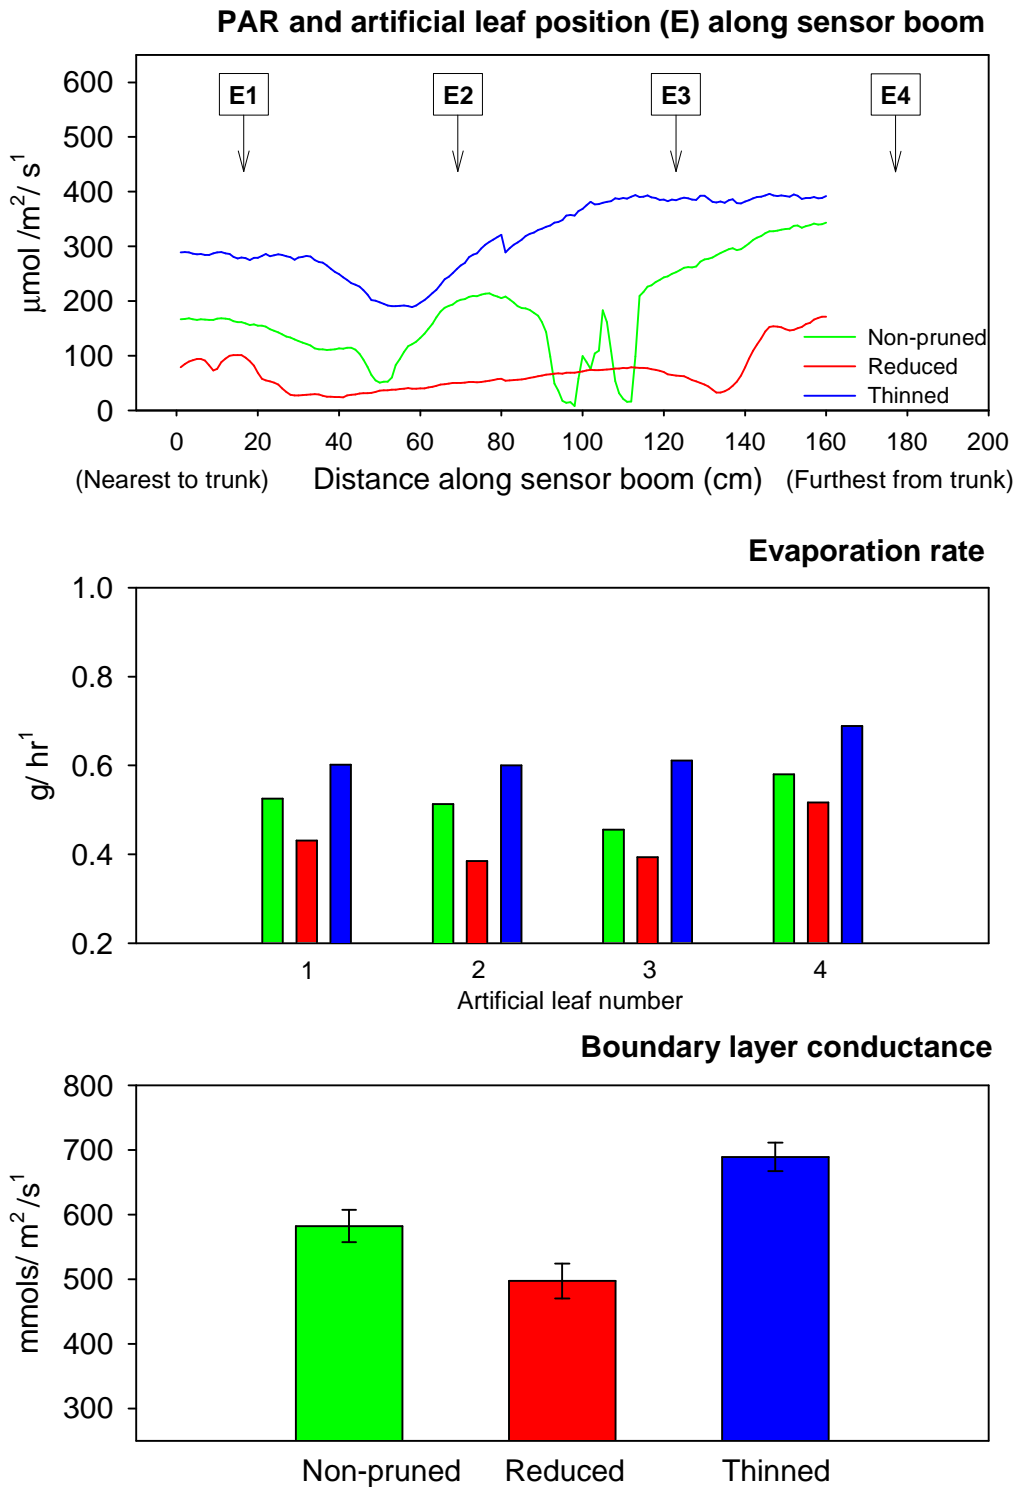 PAR and artificial leaf position (E) along sensor boom
600
500
400
300
200
100
0
µmol /m²/ s¹
E1 E2 E3 E4
Non-pruned
Reduced
Thinned
0 20 40 60 80 100 120 140 160 180 200
(Nearest to trunk) Distance along sensor boom (cm) (Furthest from trunk)
Evaporation rate
1.0
0.8
0.6
0.4
0.2
g/ hr¹
1 2 3 4
Artificial leaf number
Boundary layer conductance
800
700
600
500
400
300
mmols/ m² /s¹
Non-pruned Reduced Thinned